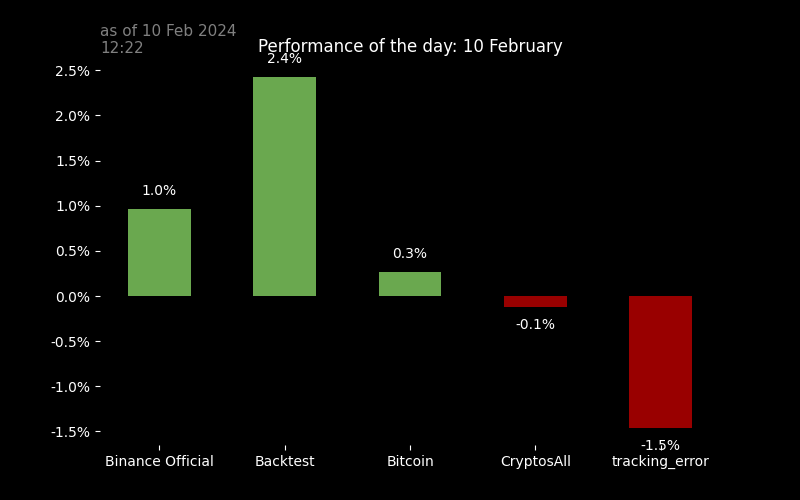 as of 10 Feb 2024
12:22
Performance of the day: 10 February
2.5%
2.0%
1.5%
1.0%
0.5%
0.0%
-0.5%
-1.0%
-1.5%
1.0%
2.4%
0.3%
-0.1%
-1.5%
Binance Official
Backtest
Bitcoin
CryptosAll
tracking_error